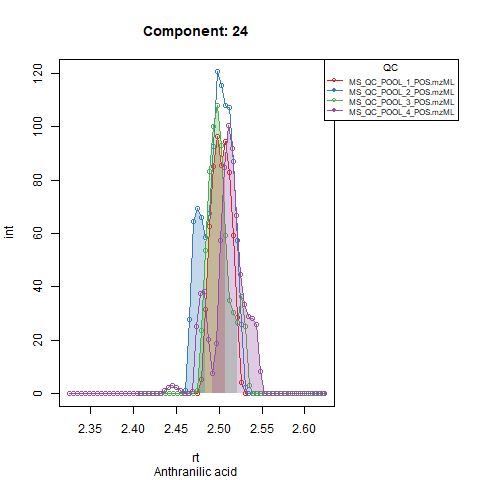 Component: 24
QC
MS_QC_POOL_1_POS.mzML
MS_QC_POOL_2_POS.mzML
MS_QC_POOL_3_POS.mzML
MS_QC_POOL_4_POS.mzML
int
120
100
80
60
40
20
0
2.35 2.40 2.45 2.50 2.55 2.60
rt
Anthranilic acid